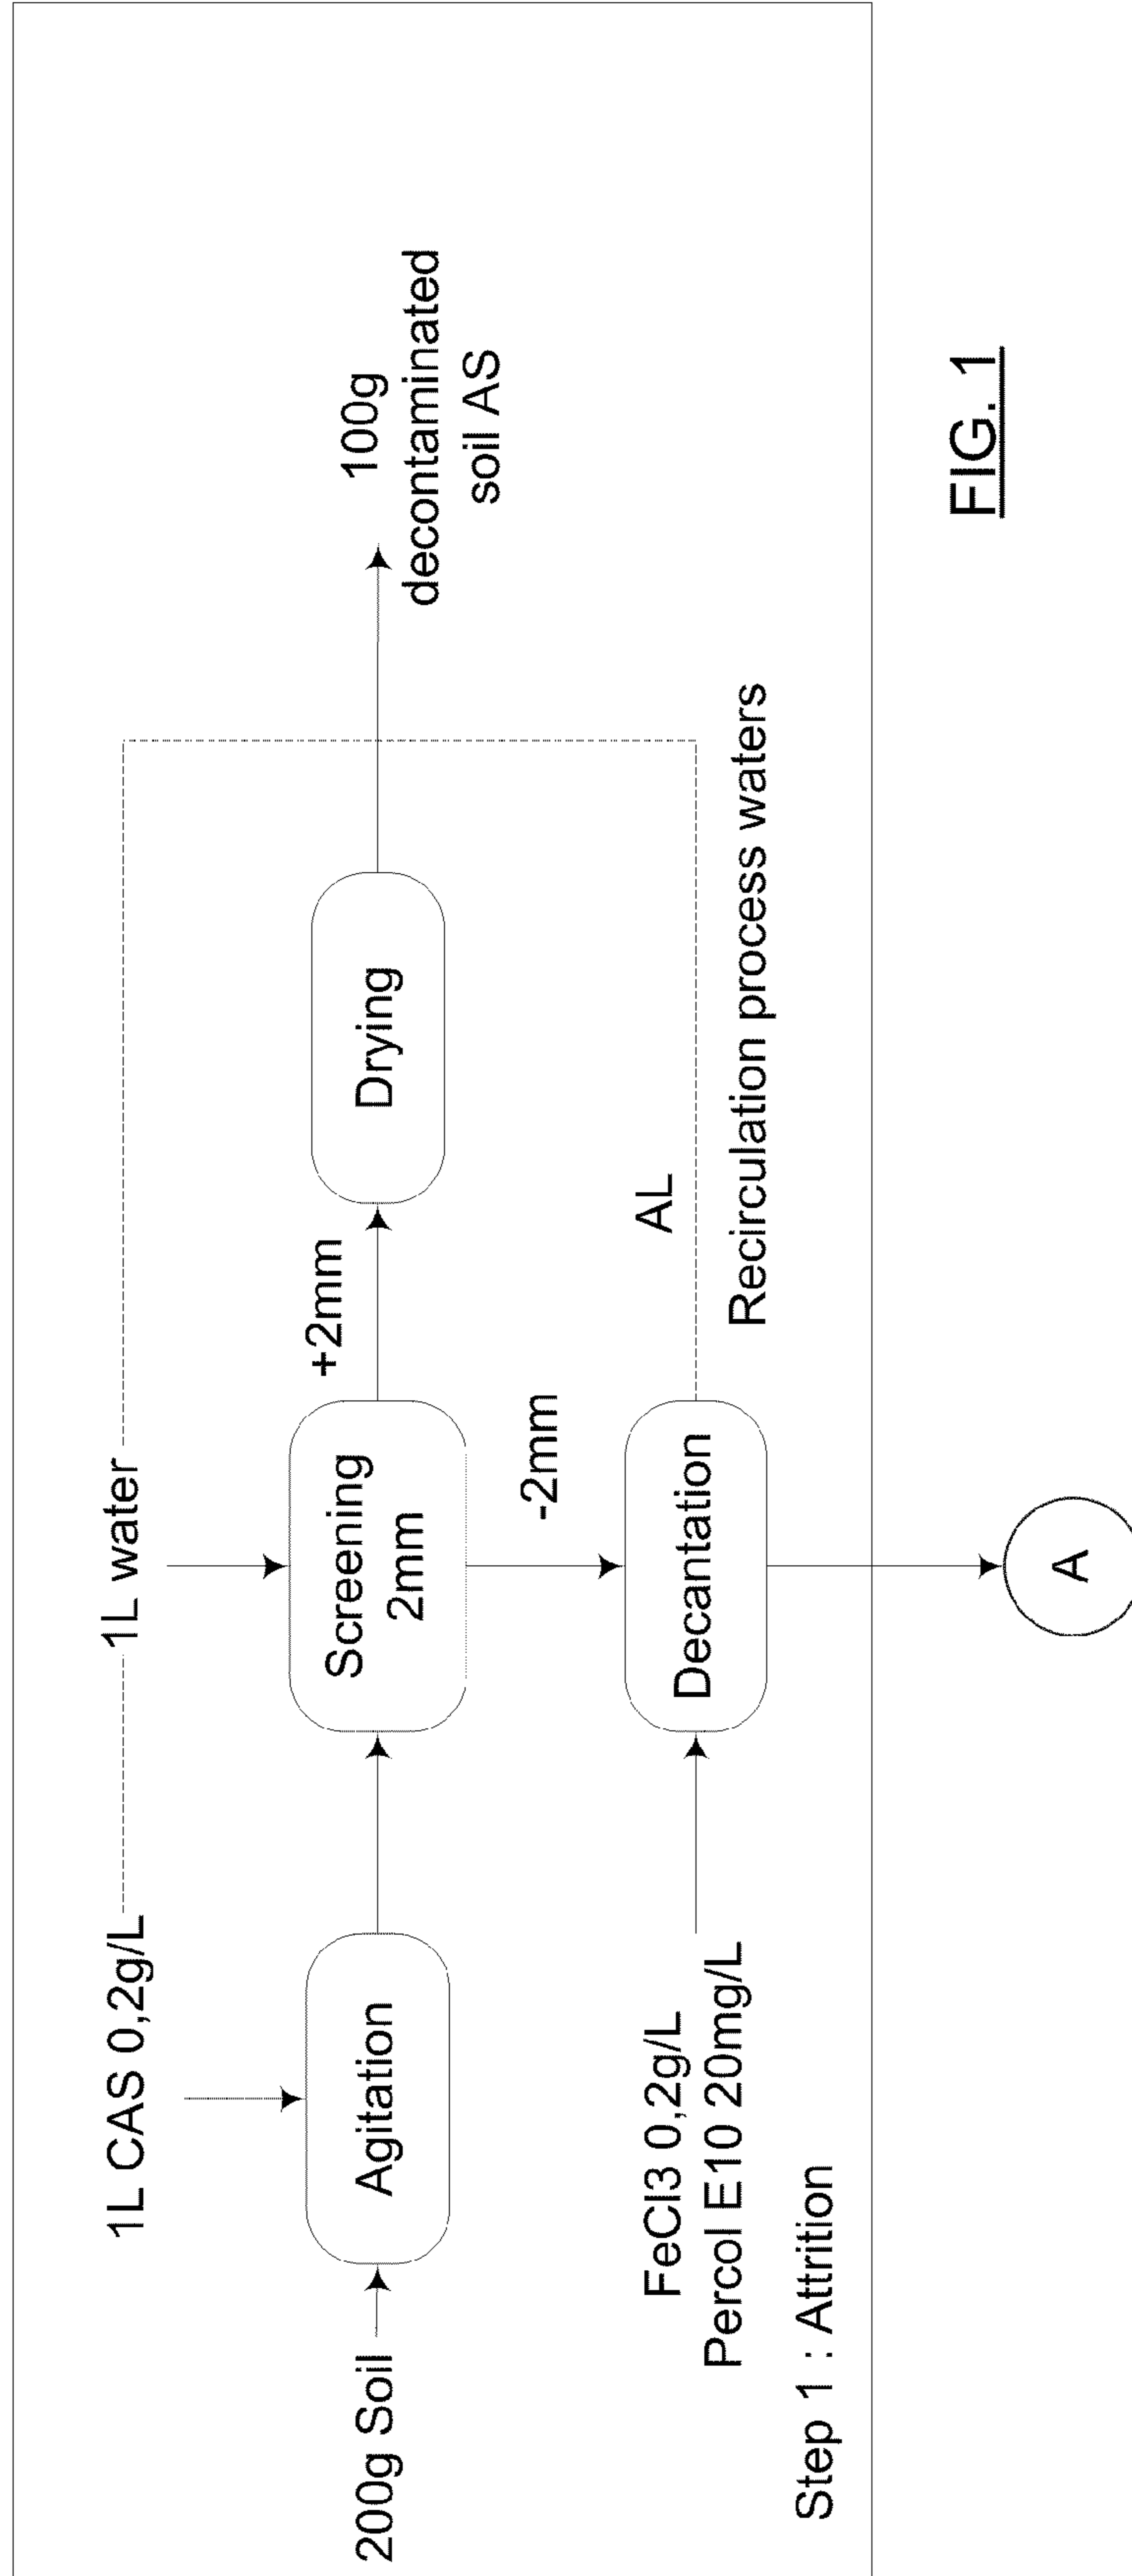 1L CAS 0,2g/L
1L water
200g Soil
Agitation
Screening
2mm
+2mm
Drying
100g
decontaminated
soil AS
-2mm
FeCl3 0,2g/L
Percol E10 20mg/L
Decantation
AL
Recirculation process waters
Step 1 : Attrition
A
FIG. 1